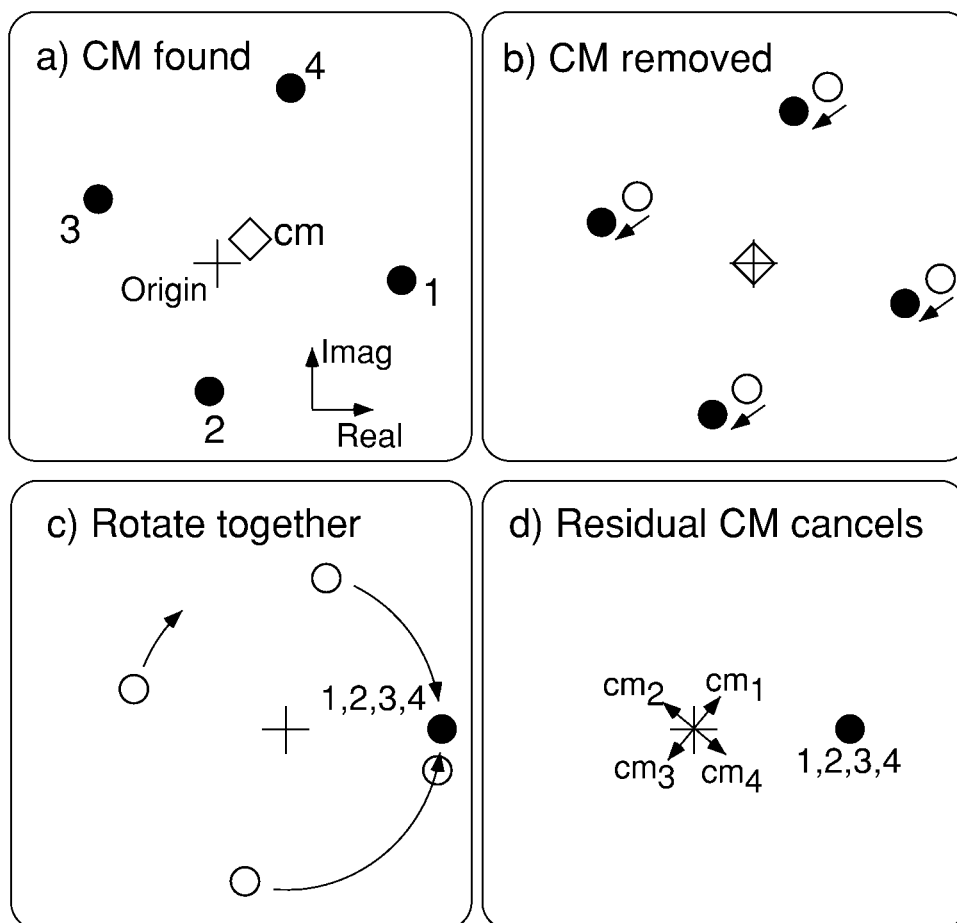 a) CM found
4
3
cm
Origin
1
Imag
2
Real
b) CM removed
c) Rotate together
1,2,3,4
d) Residual CM cancels
cm2 cm1
cm3 cm4
1,2,3,4